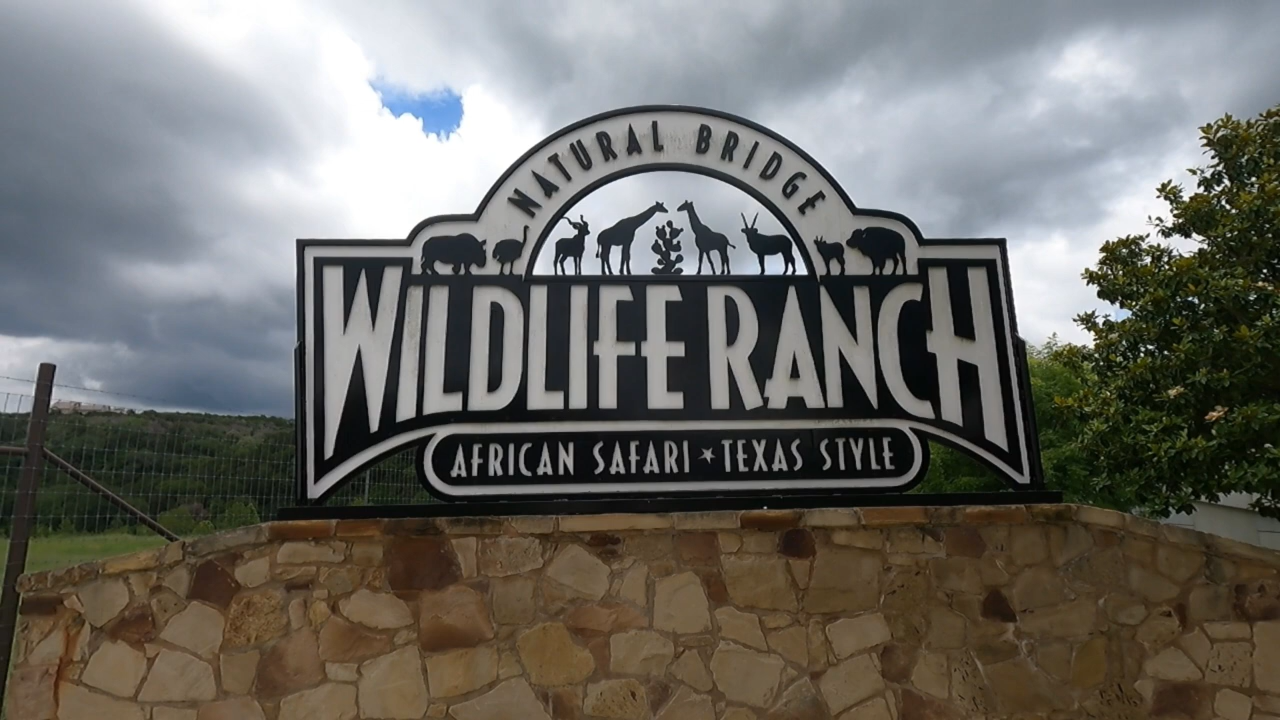 NATURAL BRIDGE
WILDLIFE RANCH
AFRICAN SAFARI ★ TEXAS STYLE